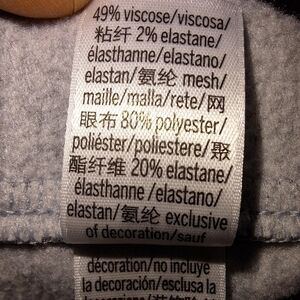 49% viscose/viscosa/
粘纤 2% elastane/
élasthanne/elastano/
elastan/氨纶 mesh/
maille/malla/rete/网
眼布 80% polyester/
poliéster/poliestere/聚
酯纤维 20% elastane/
élasthanne /elastano/
elastan/氨纶 exclusive
of decoration/sauf
décoration/no incluye
la decoración/esclusa la